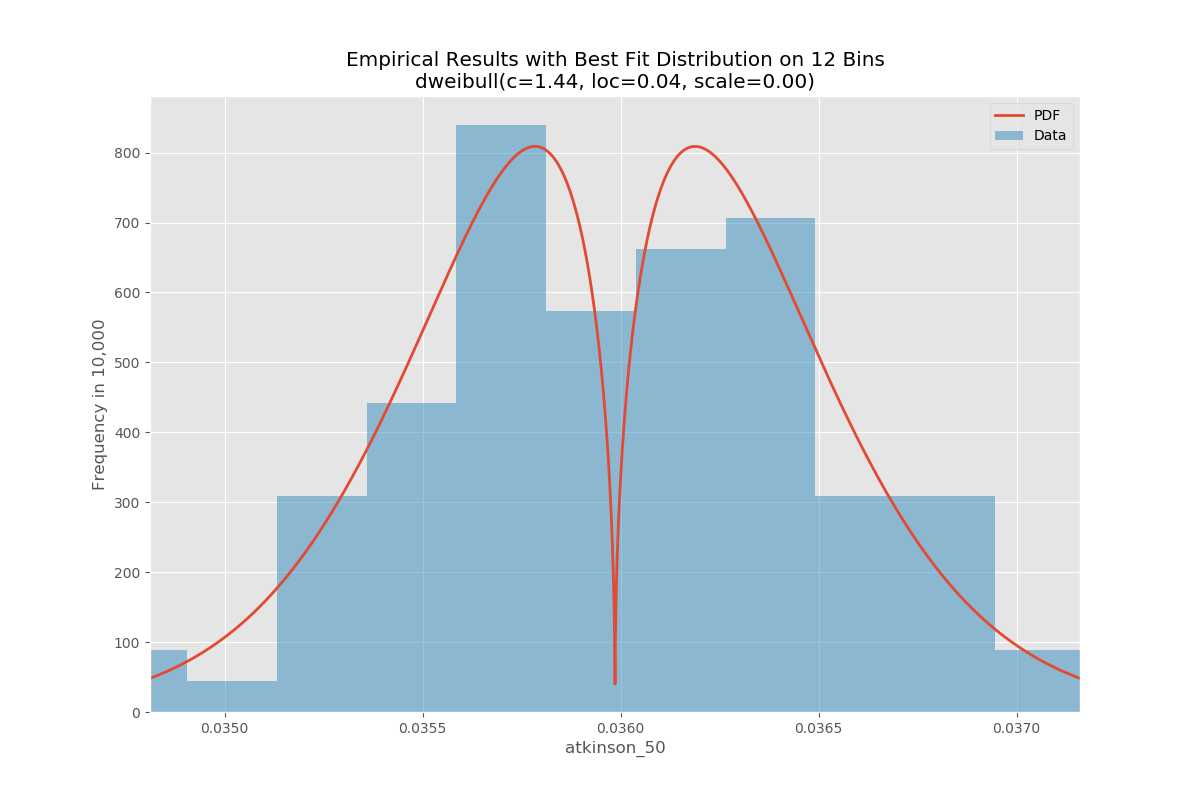 Empirical Results with Best Fit Distribution on 12 Bins
dweibull(c=1.44, loc=0.04, scale=0.00)
PDF
Data
800
700
600
500
400
300
200
100
0
Frequency in 10,000
0.0350
0.0355
0.0360
0.0365
0.0370
atkinson_50